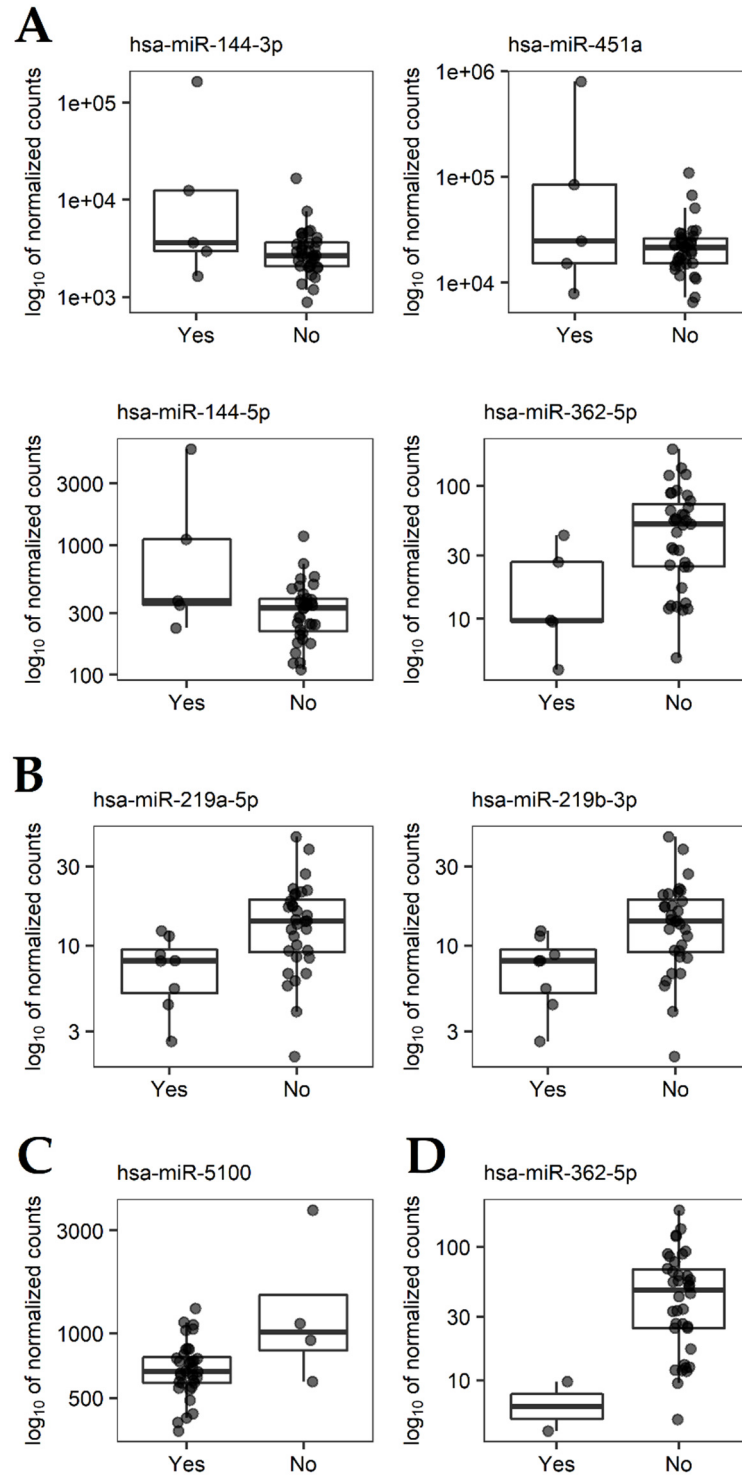 A
hsa-miR-144-3p
hsa-miR-451a
log10 of normalized counts
1e+05
1e+04
1e+03
Yes No
log10 of normalized counts
1e+06
1e+05
1e+04
Yes No
hsa-miR-144-5p
hsa-miR-362-5p
log10 of normalized counts
3000
1000
300
100
Yes No
log10 of normalized counts
100
30
10
Yes No
B
hsa-miR-219a-5p
hsa-miR-219b-3p
log10 of normalized counts
30
10
3
Yes No
log10 of normalized counts
30
10
3
Yes No
C
hsa-miR-5100
log10 of normalized counts
3000
1000
500
Yes No
D
hsa-miR-362-5p
log10 of normalized counts
100
30
10
Yes No